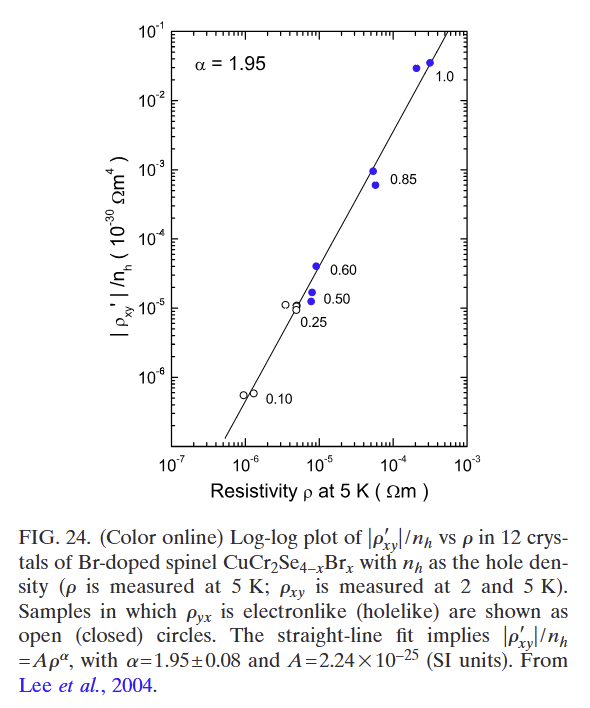 10⁻¹
α = 1.95
1.0
10⁻²
10⁻³
0.85
10⁻⁴
0.60
0.50
10⁻⁵
0.25
10⁻⁶
0.10
|ρxy'|/nh (10⁻³⁰ Ωm⁴)
10⁻⁷ 10⁻⁶ 10⁻⁵ 10⁻⁴ 10⁻³
Resistivity ρ at 5 K ( Ωm )
FIG. 24. (Color online) Log-log plot of |ρ′xy|/nh vs ρ in 12 crys-
tals of Br-doped spinel CuCr₂Se₄₋ₓBrₓ with nh as the hole den-
sity (ρ is measured at 5 K; ρxy is measured at 2 and 5 K).
Samples in which ρyx is electronlike (holelike) are shown as
open (closed) circles. The straight-line fit implies |ρ′xy|/nh
=Aρᵅ, with α=1.95±0.08 and A=2.24×10⁻²⁵ (SI units). From
Lee et al., 2004.